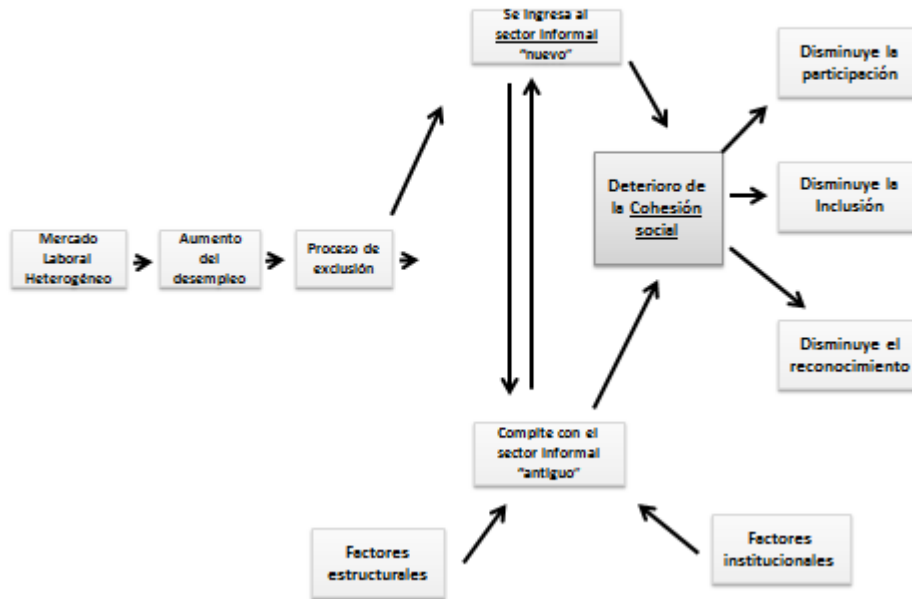 Se ingresa al
sector informal
"nuevo"
Disminuye la
participación
Deterioro de
la Cohesión
social
Disminuye la
Inclusión
Mercado
Laboral
Heterogéneo
Aumento
del
desempleo
Proceso de
exclusión
Disminuye el
reconocimiento
Compite con el
sector informal
"antiguo"
Factores
estructurales
Factores
institucionales